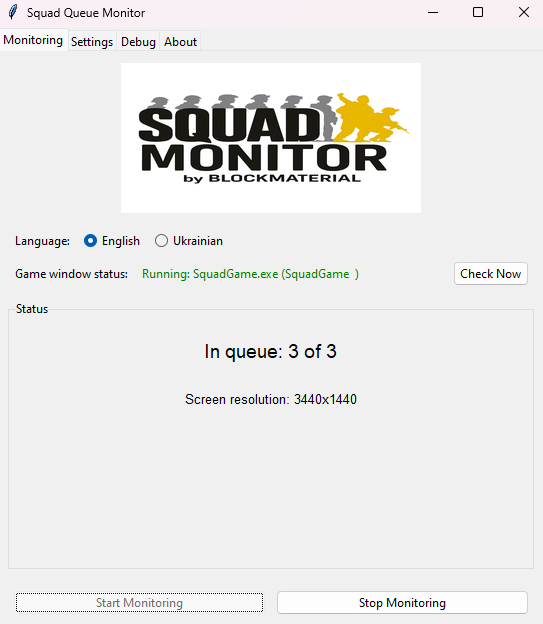 Squad Queue Monitor
Monitoring Settings Debug About
SQUAD
MONITOR
by BLOCKMATERIAL
Language: English Ukrainian
Game window status: Running: SquadGame.exe (SquadGame  ) Check Now
Status
In queue: 3 of 3
Screen resolution: 3440x1440
Start Monitoring Stop Monitoring